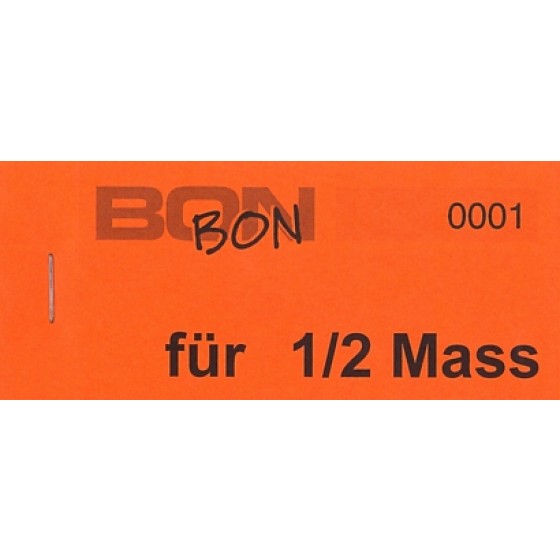 BON
BON 0001
für 1/2 Mass